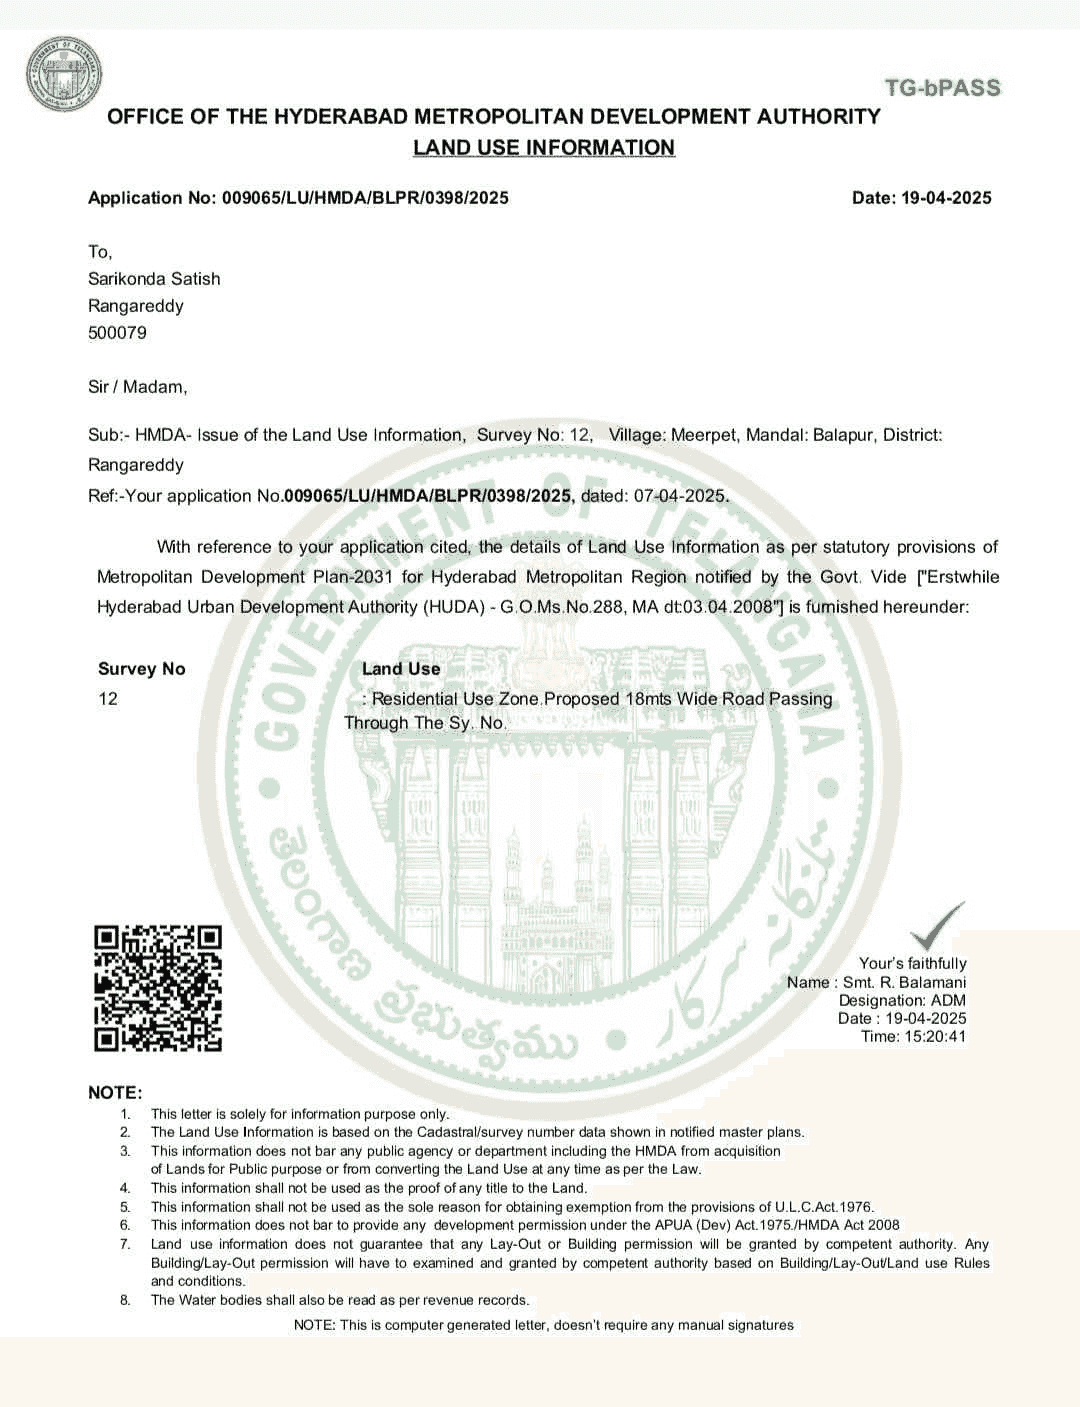 GOVERNMENT OF TELANGANA
TG-bPASS
OFFICE OF THE HYDERABAD METROPOLITAN DEVELOPMENT AUTHORITY
LAND USE INFORMATION
Application No: 009065/LU/HMDA/BLPR/0398/2025 Date: 19-04-2025
To,
Sarikonda Satish
Rangareddy
500079
Sir / Madam,
Sub:- HMDA- Issue of the Land Use Information, Survey No: 12, Village: Meerpet, Mandal: Balapur, District:
Rangareddy
Ref:-Your application No.009065/LU/HMDA/BLPR/0398/2025, dated: 07-04-2025.
With reference to your application cited, the details of Land Use Information as per statutory provisions of
Metropolitan Development Plan-2031 for Hyderabad Metropolitan Region notified by the Govt. Vide ["Erstwhile
Hyderabad Urban Development Authority (HUDA) - G.O.Ms.No.288, MA dt:03.04.2008"] is furnished hereunder:
Survey No Land Use
12 : Residential Use Zone.Proposed 18mts Wide Road Passing
Through The Sy. No.
GOVERNMENT OF TELANGANA
తెలంగాణ ప్రభుత్వము
تلنگانہ سرکار
Your's faithfully
Name : Smt. R. Balamani
Designation: ADM
Date : 19-04-2025
Time: 15:20:41
NOTE:
1. This letter is solely for information purpose only.
2. The Land Use Information is based on the Cadastral/survey number data shown in notified master plans.
3. This information does not bar any public agency or department including the HMDA from acquisition
of Lands for Public purpose or from converting the Land Use at any time as per the Law.
4. This information shall not be used as the proof of any title to the Land.
5. This information shall not be used as the sole reason for obtaining exemption from the provisions of U.L.C.Act.1976.
6. This information does not bar to provide any development permission under the APUA (Dev) Act.1975./HMDA Act 2008
7. Land use information does not guarantee that any Lay-Out or Building permission will be granted by competent authority. Any
Building/Lay-Out permission will have to examined and granted by competent authority based on Building/Lay-Out/Land use Rules
and conditions.
8. The Water bodies shall also be read as per revenue records.
NOTE: This is computer generated letter, doesn't require any manual signatures